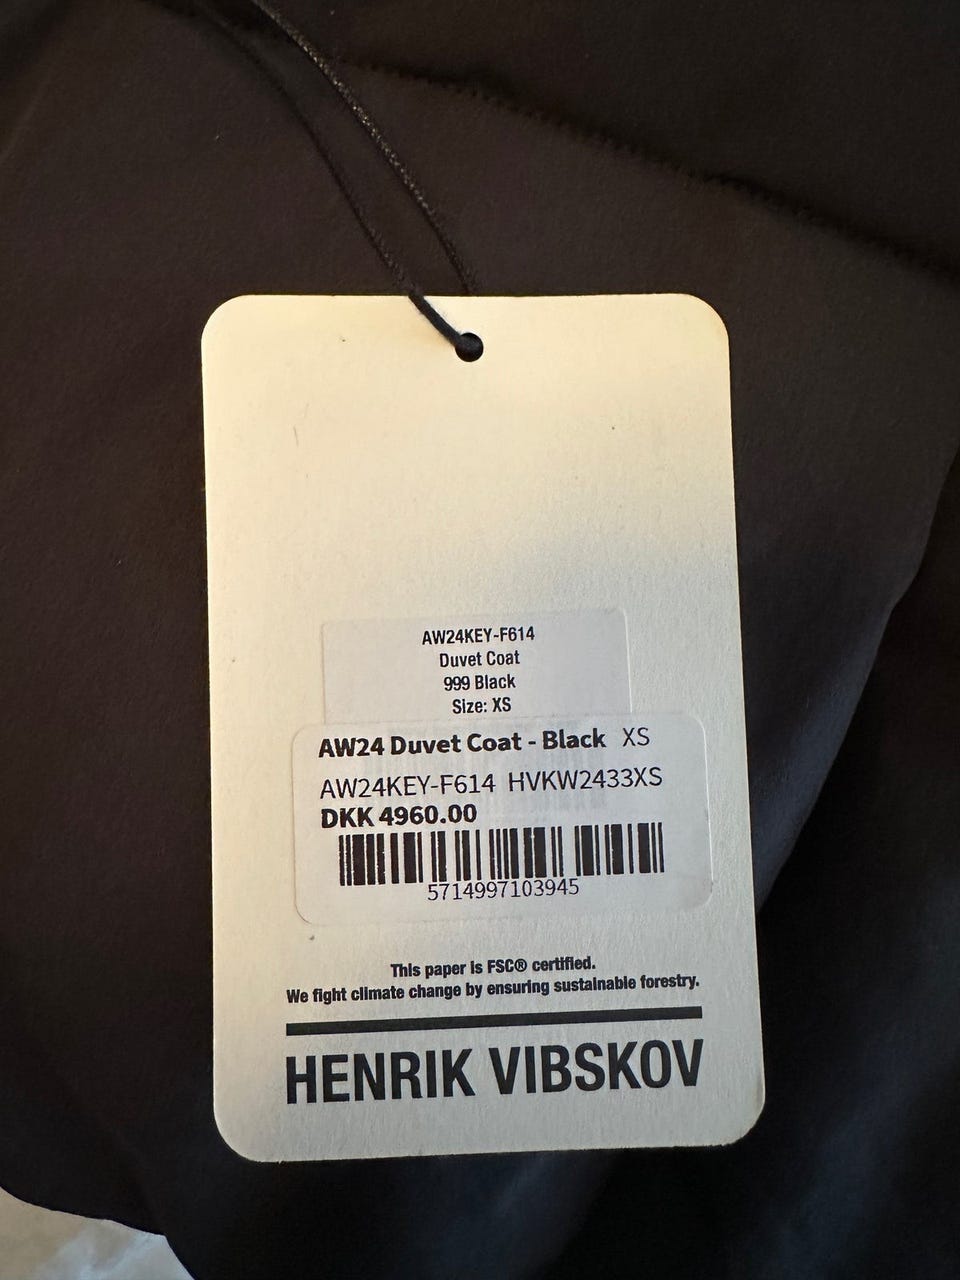 AW24KEY-F614
Duvet Coat
999 Black
Size: XS
AW24 Duvet Coat - Black XS
AW24KEY-F614 HVKW2433XS
DKK 4960.00
5714997103945
This paper is FSC® certified.
We fight climate change by ensuring sustainable forestry.
HENRIK VIBSKOV